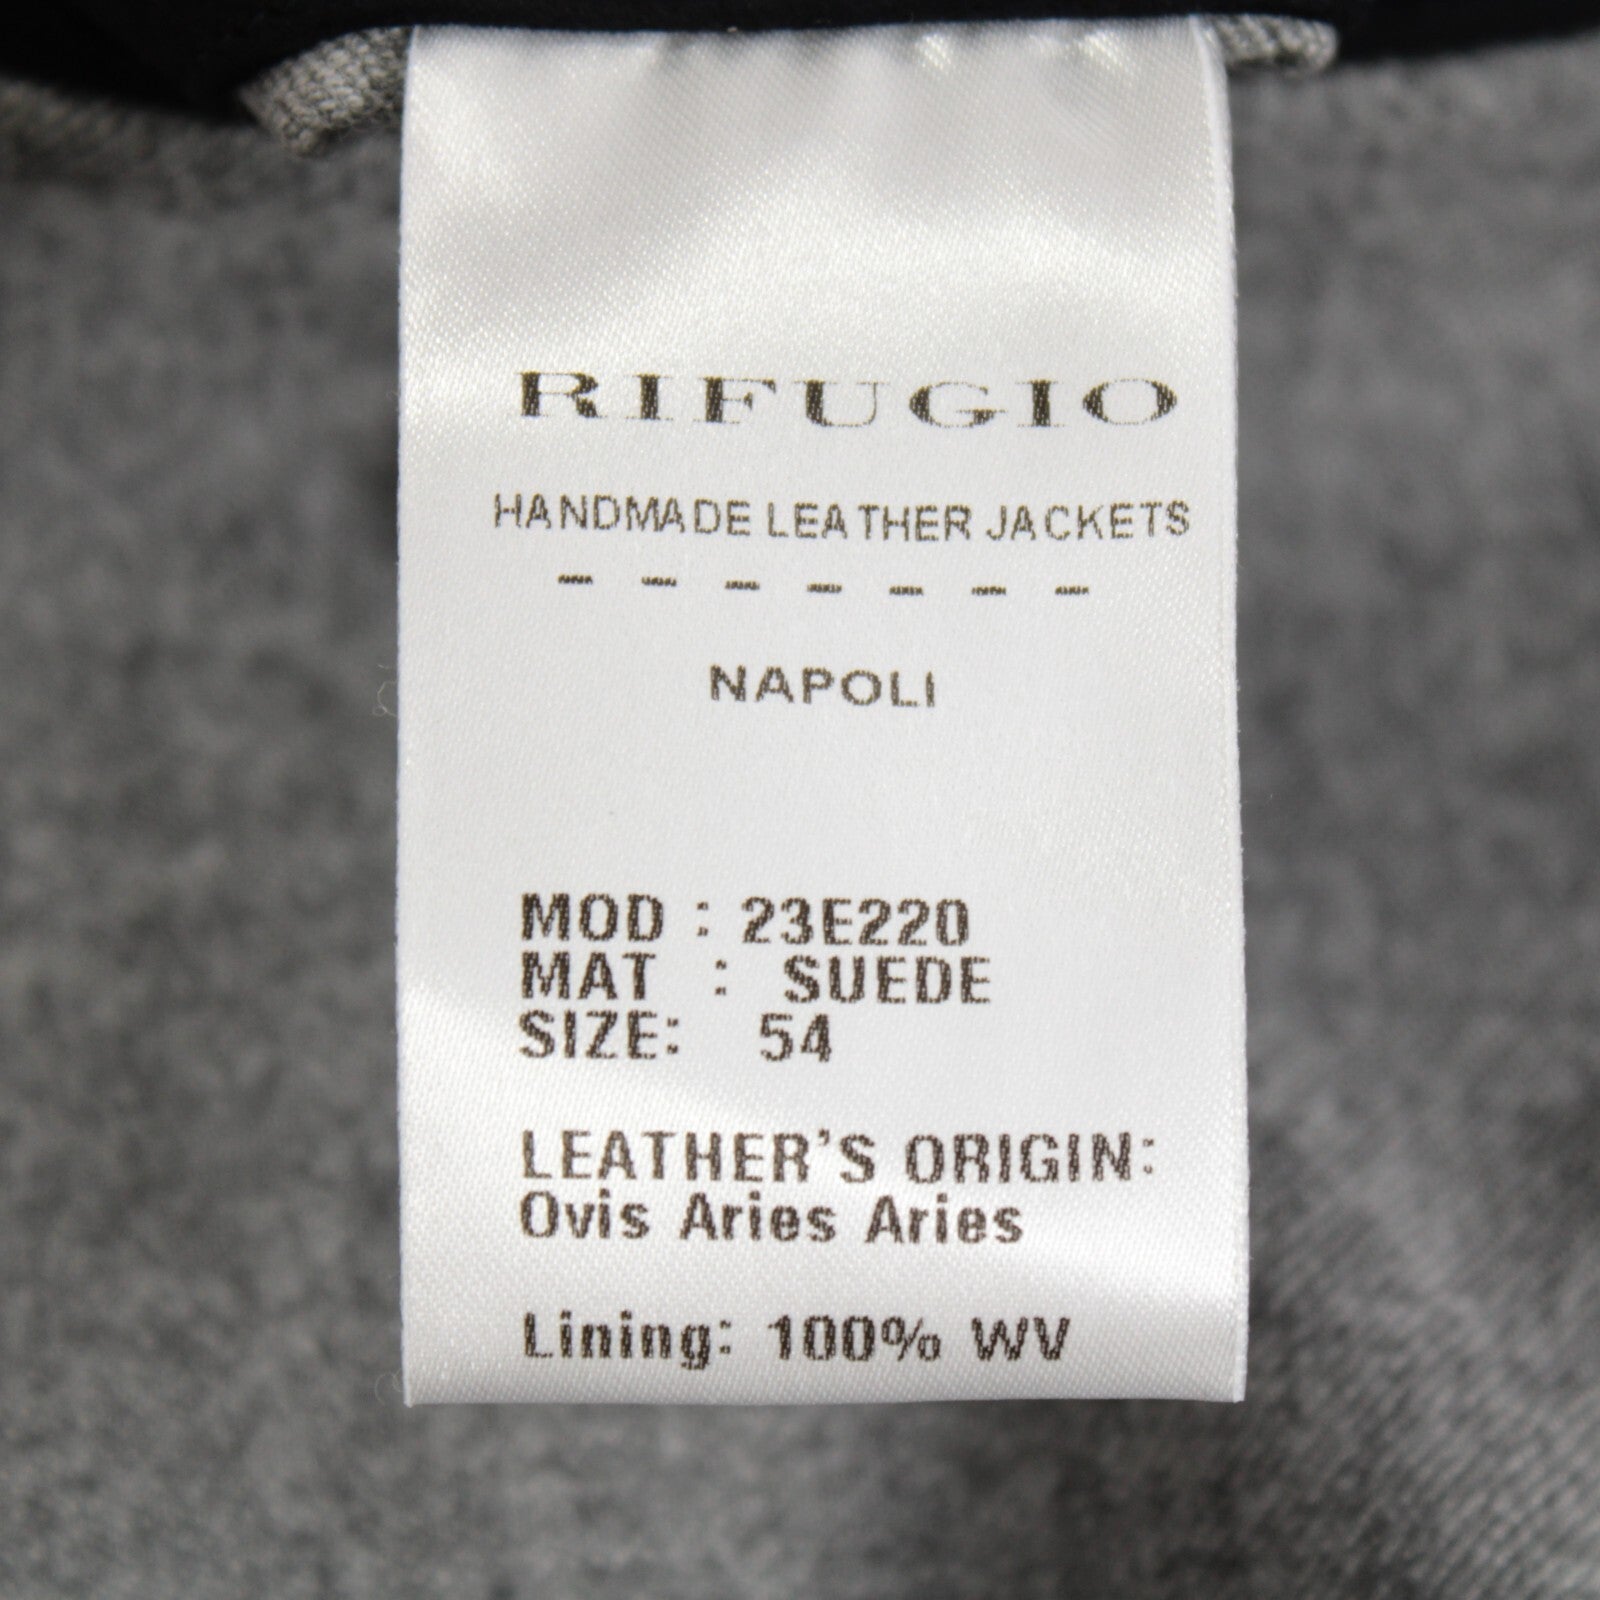 RIFUGIO
HANDMADE LEATHER JACKETS
- - - - - - -
NAPOLI
MOD : 23E220
MAT : SUEDE
SIZE: 54
LEATHER'S ORIGIN:
Ovis Aries Aries
Lining: 100% WV